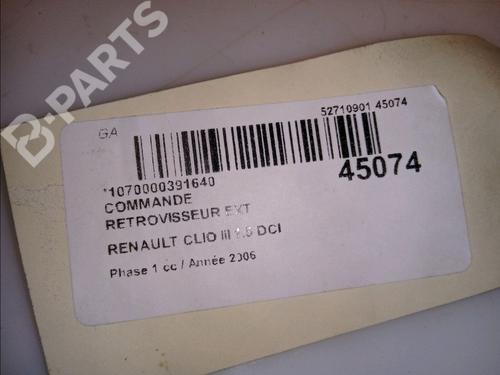 B-PARTS
GA
52710901 45074
*1070000391640
45074
COMMANDE
RETROVISSEUR EXT
RENAULT CLIO III 1.5 DCI
Phase 1 cc / Année 2006